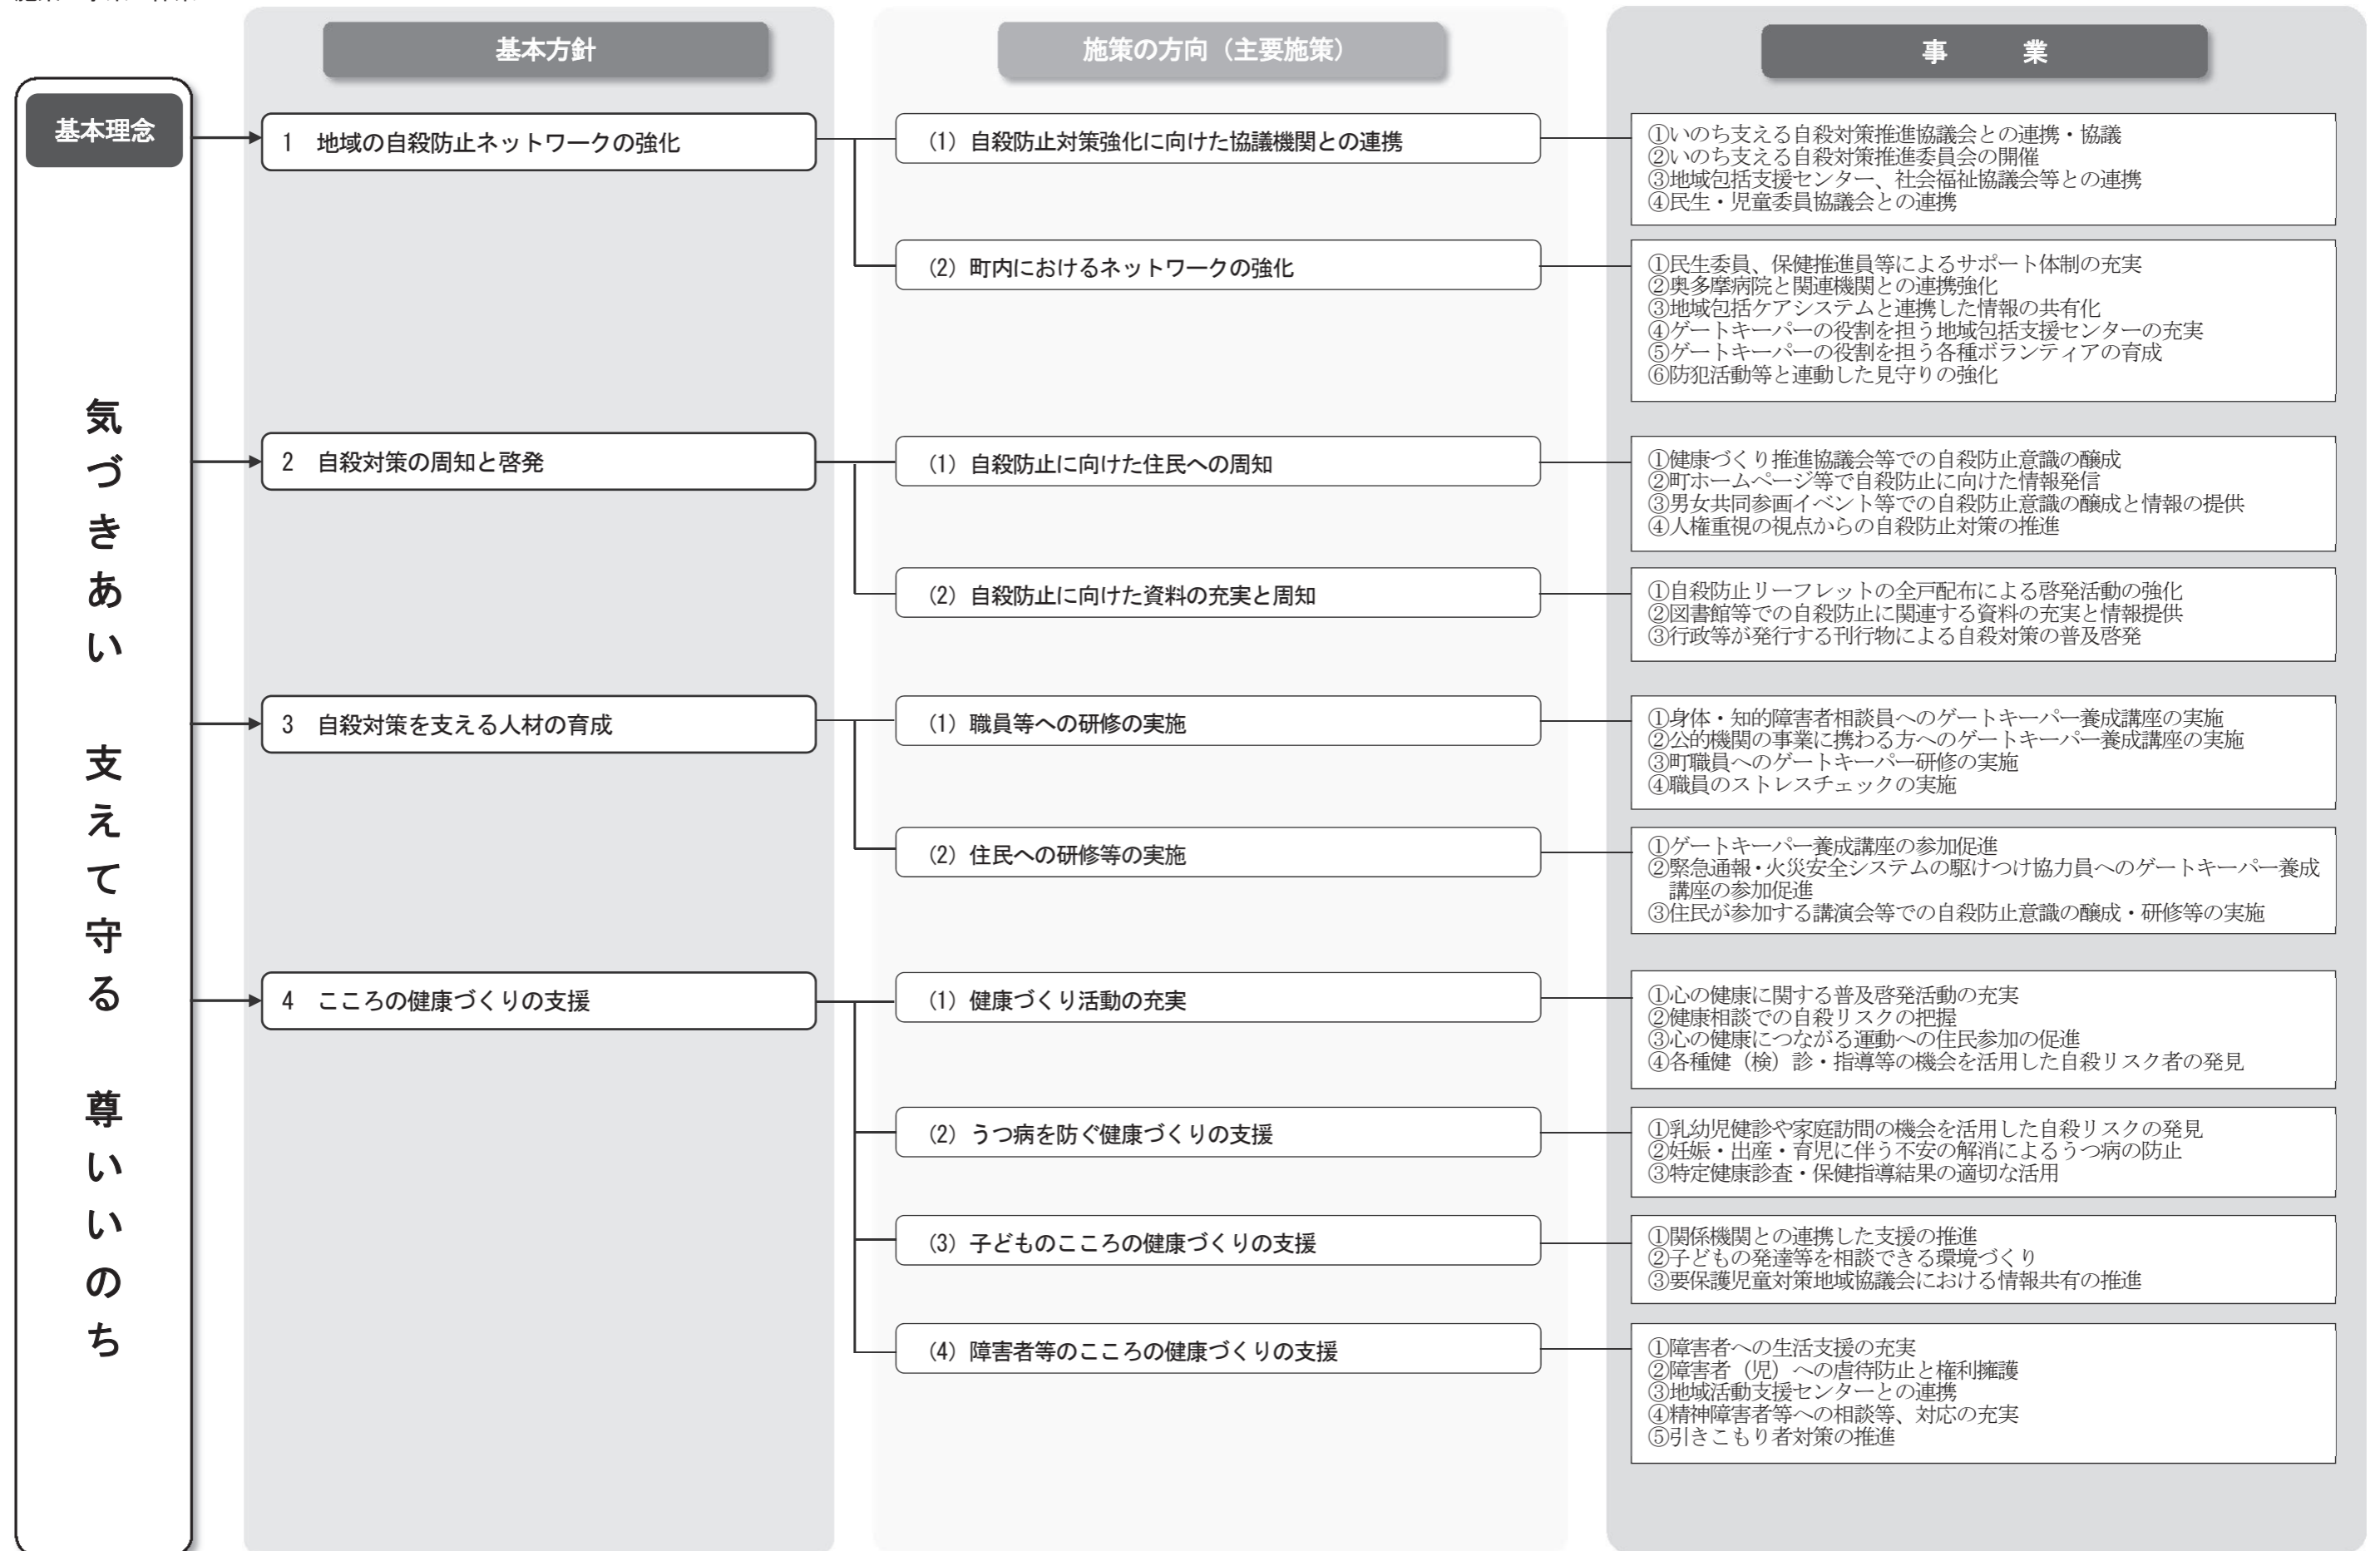 基本方針
施策の方向（主要施策）
事　業
基本理念
気づきあい　支えて守る　尊いいのち
1　地域の自殺防止ネットワークの強化
(1) 自殺防止対策強化に向けた協議機関との連携
①いのち支える自殺対策推進協議会との連携・協議
②いのち支える自殺対策推進委員会の開催
③地域包括支援センター、社会福祉協議会等との連携
④民生・児童委員協議会との連携
(2) 町内におけるネットワークの強化
①民生委員、保健推進員等によるサポート体制の充実
②奥多摩病院と関連機関との連携強化
③地域包括ケアシステムと連携した情報の共有化
④ゲートキーパーの役割を担う地域包括支援センターの充実
⑤ゲートキーパーの役割を担う各種ボランティアの育成
⑥防犯活動等と連動した見守りの強化
2　自殺対策の周知と啓発
(1) 自殺防止に向けた住民への周知
①健康づくり推進協議会等での自殺防止意識の醸成
②町ホームページ等で自殺防止に向けた情報発信
③男女共同参画イベント等での自殺防止意識の醸成と情報の提供
④人権重視の視点からの自殺防止対策の推進
(2) 自殺防止に向けた資料の充実と周知
①自殺防止リーフレットの全戸配布による啓発活動の強化
②図書館等での自殺防止に関連する資料の充実と情報提供
③行政等が発行する刊行物による自殺対策の普及啓発
3　自殺対策を支える人材の育成
(1) 職員等への研修の実施
①身体・知的障害者相談員へのゲートキーパー養成講座の実施
②公的機関の事業に携わる方へのゲートキーパー養成講座の実施
③町職員へのゲートキーパー研修の実施
④職員のストレスチェックの実施
(2) 住民への研修等の実施
①ゲートキーパー養成講座の参加促進
②緊急通報・火災安全システムの駆けつけ協力員へのゲートキーパー養成
講座の参加促進
③住民が参加する講演会等での自殺防止意識の醸成・研修等の実施
4　こころの健康づくりの支援
(1) 健康づくり活動の充実
①心の健康に関する普及啓発活動の充実
②健康相談での自殺リスクの把握
③心の健康につながる運動への住民参加の促進
④各種健（検）診・指導等の機会を活用した自殺リスク者の発見
(2) うつ病を防ぐ健康づくりの支援
①乳幼児健診や家庭訪問の機会を活用した自殺リスクの発見
②妊娠・出産・育児に伴う不安の解消によるうつ病の防止
③特定健康診査・保健指導結果の適切な活用
(3) 子どものこころの健康づくりの支援
①関係機関との連携した支援の推進
②子どもの発達等を相談できる環境づくり
③要保護児童対策地域協議会における情報共有の推進
(4) 障害者等のこころの健康づくりの支援
①障害者への生活支援の充実
②障害者（児）への虐待防止と権利擁護
③地域活動支援センターとの連携
④精神障害者等への相談等、対応の充実
⑤引きこもり者対策の推進